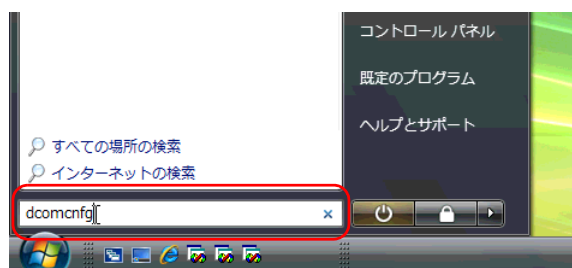 コントロール パネル
既定のプログラム
ヘルプとサポート
すべての場所の検索
インターネットの検索
dcomcnfg